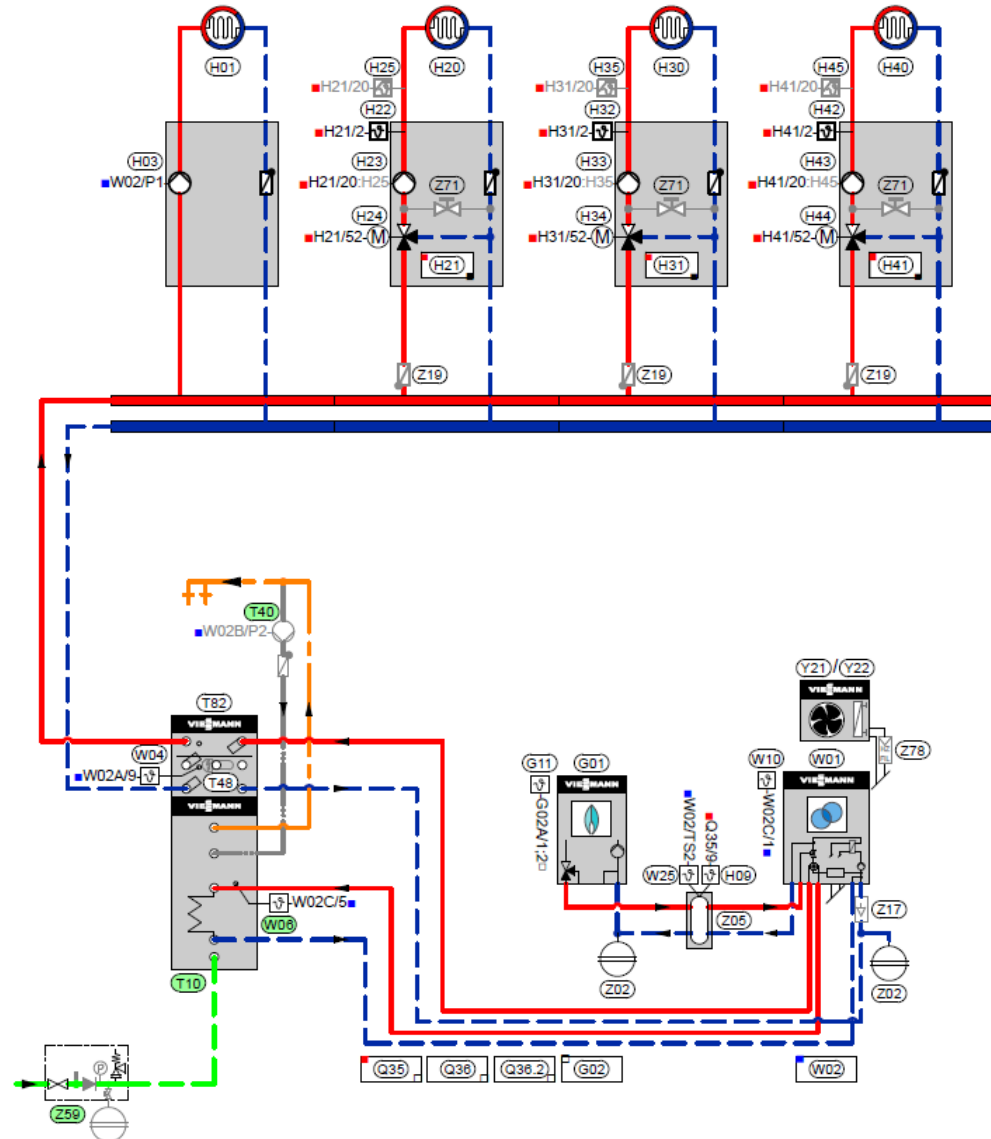 H01
H20
H30
H40
H25
H35
H45
H21/20
H31/20
H41/20
H22
H32
H42
H21/2
H31/2
H41/2
H03
H23
H33
H43
W02/P1
H21/20:H25
H31/20:H35
H41/20:H45
Z71
Z71
Z71
H24
H34
H44
H21/52
M
H31/52
M
H41/52
M
H21
H31
H41
Z19
Z19
Z19
T40
W02B/P2
Y21/Y22
VIESMANN
T82
VIESMANN
W04
W02A/9
T48
VIESMANN
G11
G01
W10
W01
Z78
VIESMANN
VIESMANN
G02A/1;2
W02/TS2
Q35/9
W02C/1
W25
H09
Z05
Z17
W02C/5
W06
T10
Z02
Z02
Q35
Q36
Q36.2
G02
W02
P
Z59